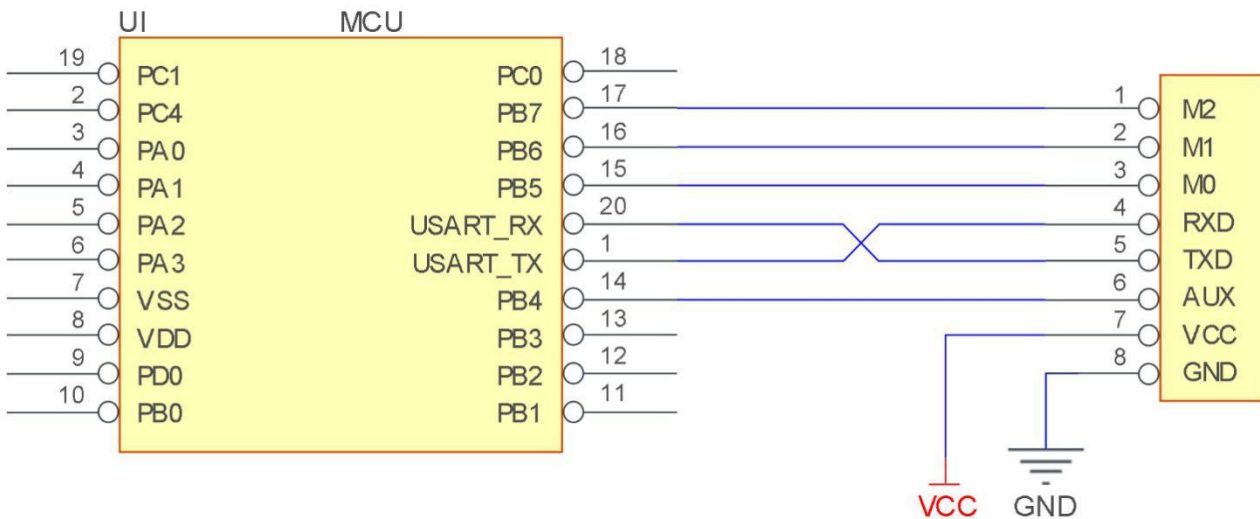 UI MCU
19 PC1 PC0 18
2 PC4 PB7 17 1 M2
3 PA0 PB6 16 2 M1
4 PA1 PB5 15 3 M0
5 PA2 USART_RX 20 4 RXD
6 PA3 USART_TX 1 5 TXD
7 VSS PB4 14 6 AUX
8 VDD PB3 13 7 VCC
9 PD0 PB2 12 8 GND
10 PB0 PB1 11
VCC GND